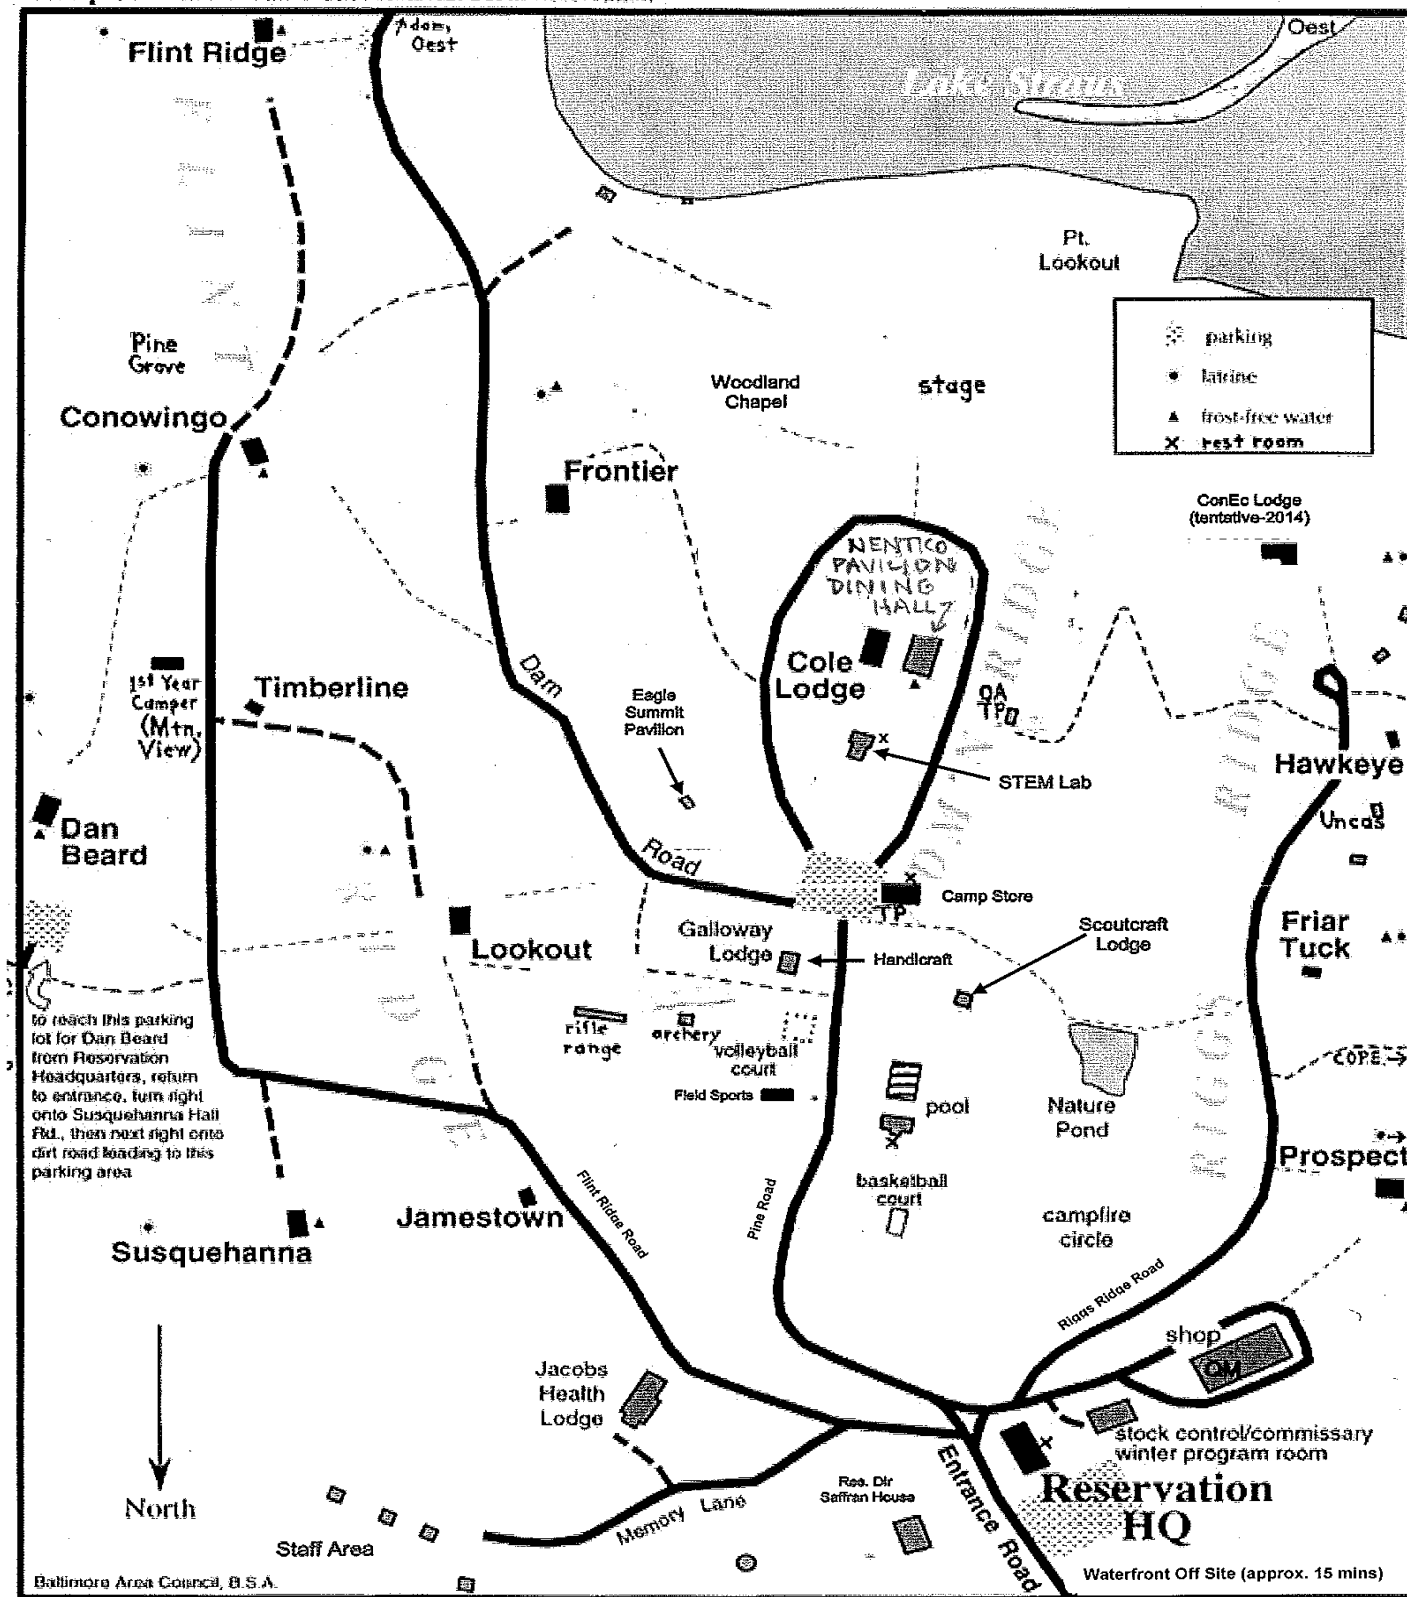 Flint Ridge
Adam,
Oest
Oest
Lake Straus
Pt.
Lookout
parking
latrine
frost-free water
rest room
Pine
Grove
Conowingo
FLINT
RIDGE
Woodland
Chapel
stage
Frontier
ConEc Lodge
(tentative-2014)
NENTICO
PAVILION
DINING
HALL
Cole
Lodge
DAVY RIDGE
RIGGS RIDGE
1st Year
Camper
(Mtn.
View)
Timberline
Dam
Road
Eagle
Summit
Pavilion
OA
TP
STEM Lab
Hawkeye
Uncas
Dan
Beard
Camp Store
TP
Lookout
Galloway
Lodge
Handicraft
Scoutcraft
Lodge
Friar
Tuck
to reach this parking
lot for Dan Beard
from Reservation
Headquarters, return
to entrance, turn right
onto Susquehanna Hall
Rd., then next right onto
dirt road leading to this
parking area
rifle
range
archery
volleyball
court
Field Sports
pool
Nature
Pond
COPE
Prospect
basketball
court
campfire
circle
Flint Ridge Road
Pine Road
Riggs Ridge Road
Jamestown
Susquehanna
shop
QM
Jacobs
Health
Lodge
stock control/commissary
winter program room
North
Reservation
HQ
Entrance Road
Res. Dir
Saffran House
Memory Lane
Staff Area
Baltimore Area Council, B.S.A.
Waterfront Off Site (approx. 15 mins)